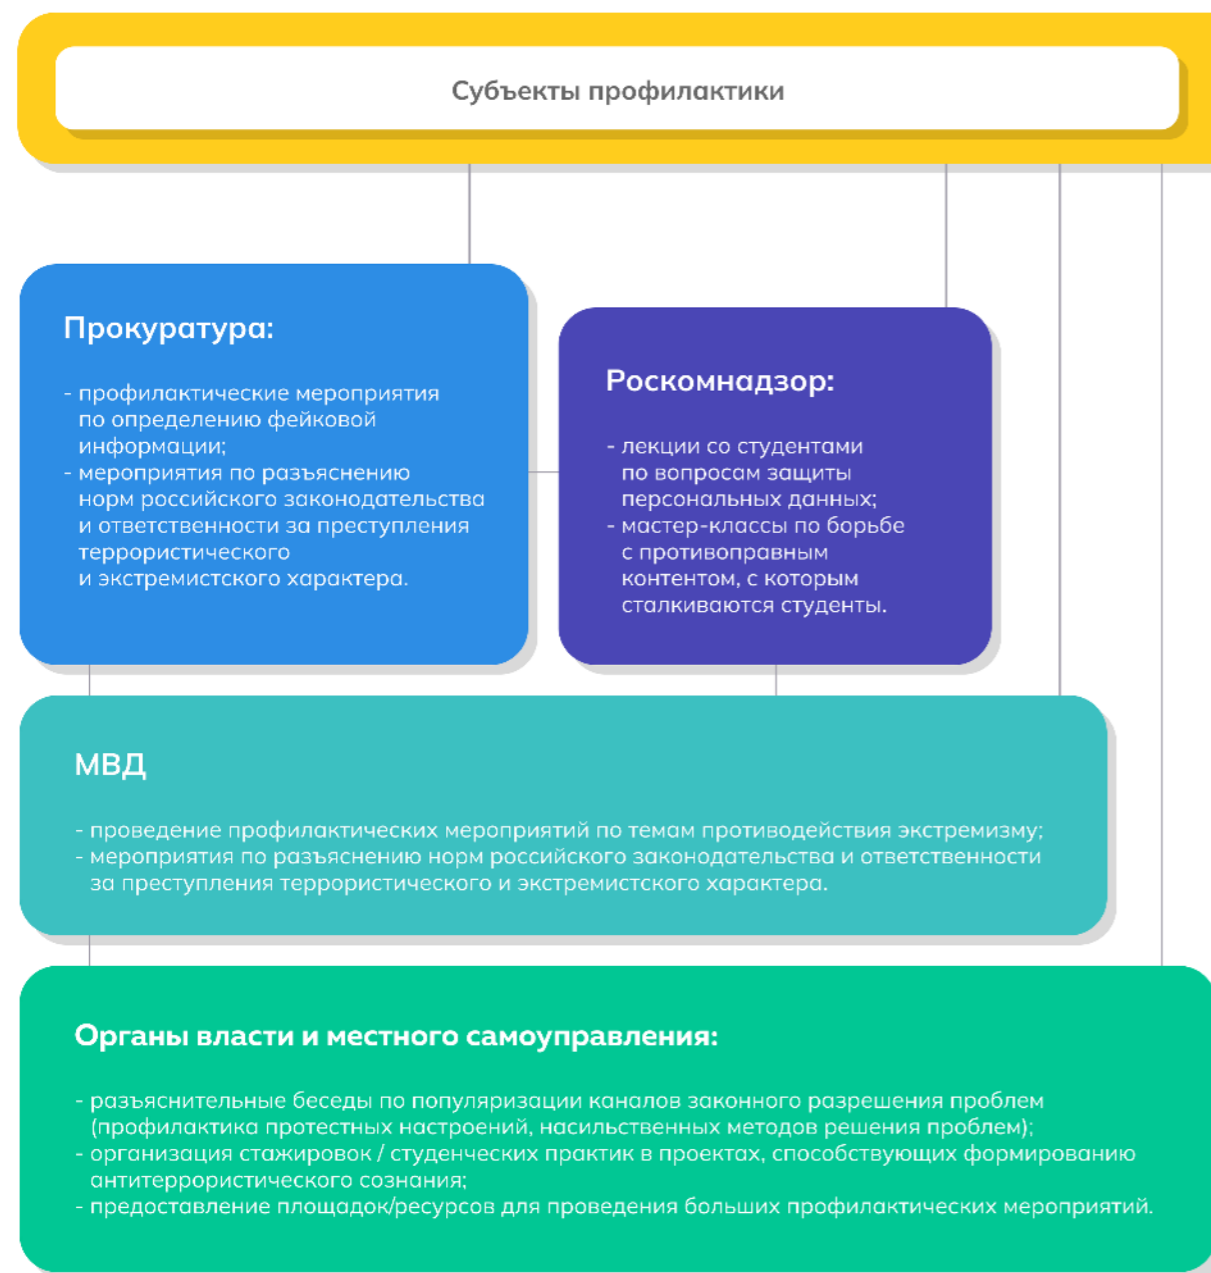 Субъекты профилактики
Прокуратура:
- профилактические мероприятия
по определению фейковой
информации;
- мероприятия по разъяснению
норм российского законодательства
и ответственности за преступления
террористического
и экстремистского характера.
Роскомнадзор:
- лекции со студентами
по вопросам защиты
персональных данных;
- мастер-классы по борьбе
с противоправным
контентом, с которым
сталкиваются студенты.
МВД
- проведение профилактических мероприятий по темам противодействия экстремизму;
- мероприятия по разъяснению норм российского законодательства и ответственности
за преступления террористического и экстремистского характера.
Органы власти и местного самоуправления:
- разъяснительные беседы по популяризации каналов законного разрешения проблем
(профилактика протестных настроений, насильственных методов решения проблем);
- организация стажировок / студенческих практик в проектах, способствующих формированию
антитеррористического сознания;
- предоставление площадок/ресурсов для проведения больших профилактических мероприятий.